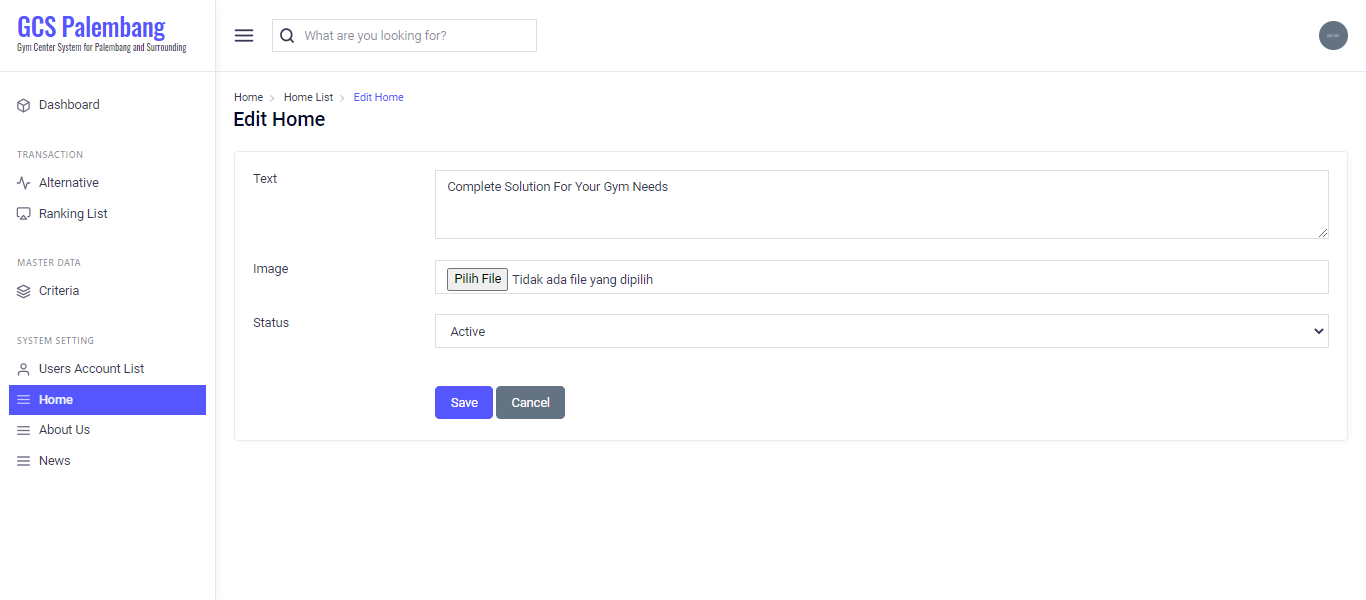 GCS Palembang
Gym Center System for Palembang and Surrounding
What are you looking for?
Dashboard
TRANSACTION
Alternative
Ranking List
MASTER DATA
Criteria
SYSTEM SETTING
Users Account List
Home
About Us
News
Home > Home List > Edit Home
Edit Home
Text
Complete Solution For Your Gym Needs
Image
Pilih File Tidak ada file yang dipilih
Status
Active
Save Cancel